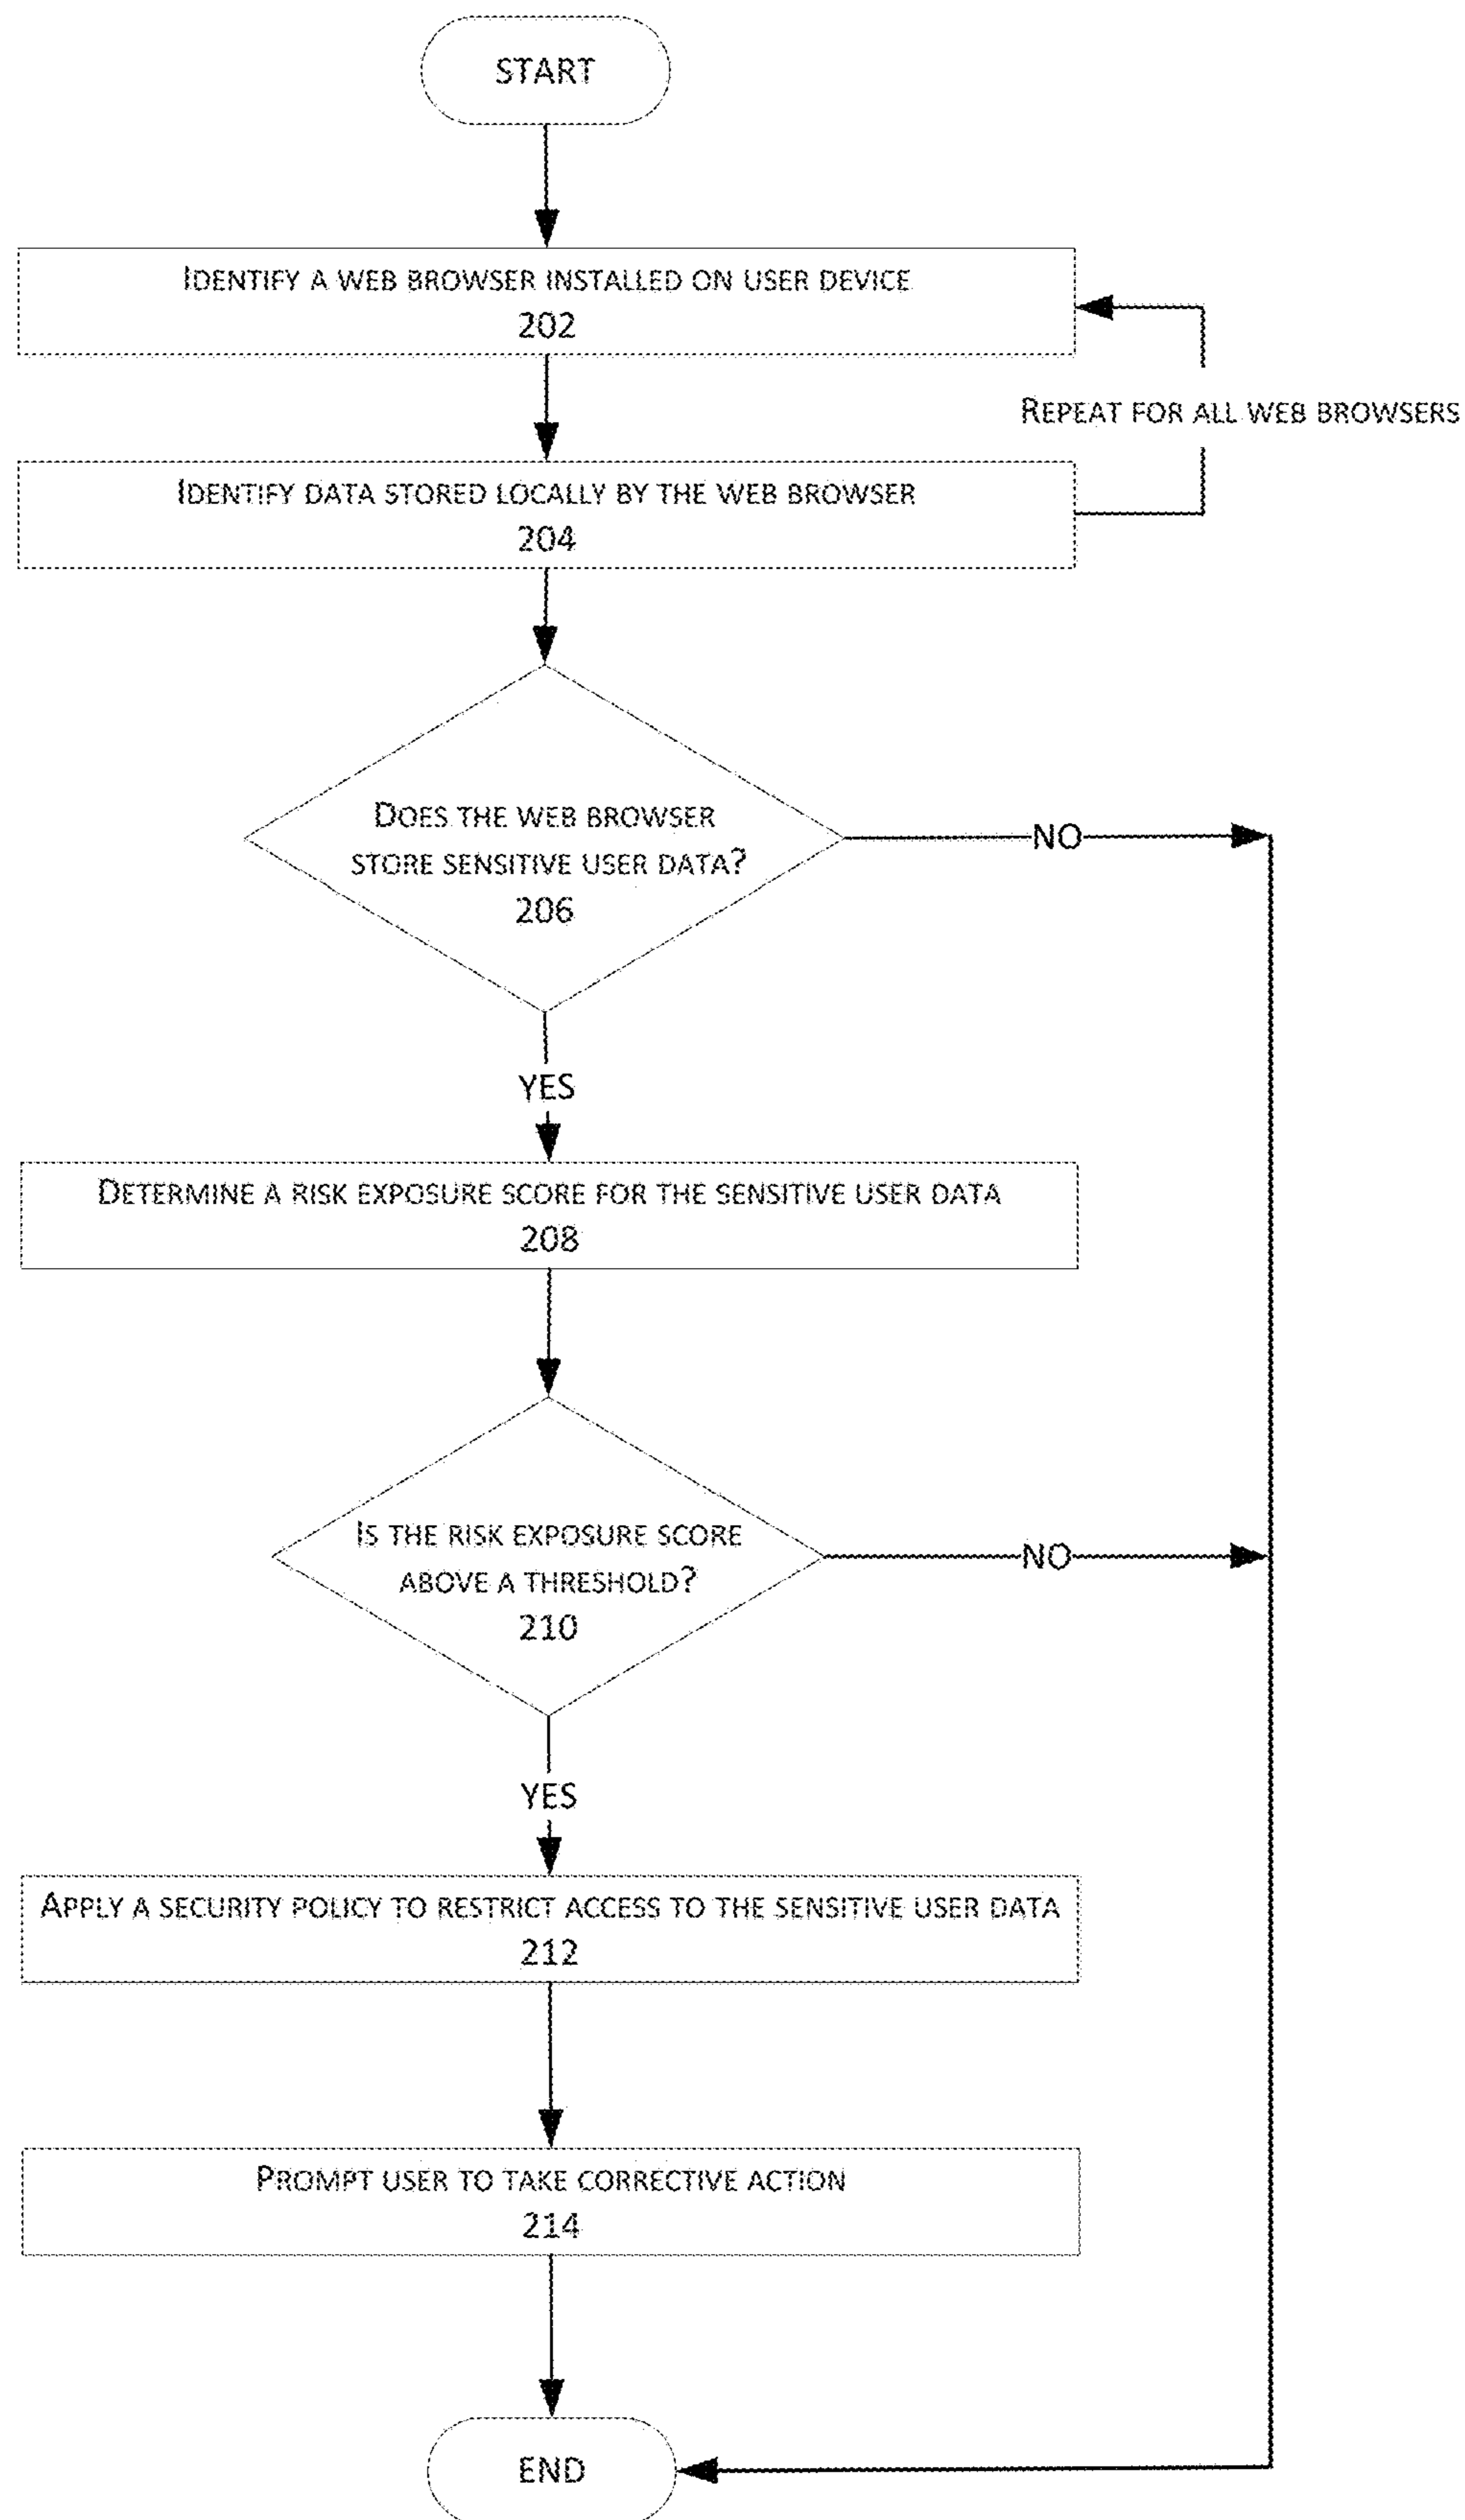 START
IDENTIFY A WEB BROWSER INSTALLED ON USER DEVICE
202
REPEAT FOR ALL WEB BROWSERS
IDENTIFY DATA STORED LOCALLY BY THE WEB BROWSER
204
DOES THE WEB BROWSER
STORE SENSITIVE USER DATA?
206
NO
YES
DETERMINE A RISK EXPOSURE SCORE FOR THE SENSITIVE USER DATA
208
IS THE RISK EXPOSURE SCORE
ABOVE A THRESHOLD?
210
NO
YES
APPLY A SECURITY POLICY TO RESTRICT ACCESS TO THE SENSITIVE USER DATA
212
PROMPT USER TO TAKE CORRECTIVE ACTION
214
END